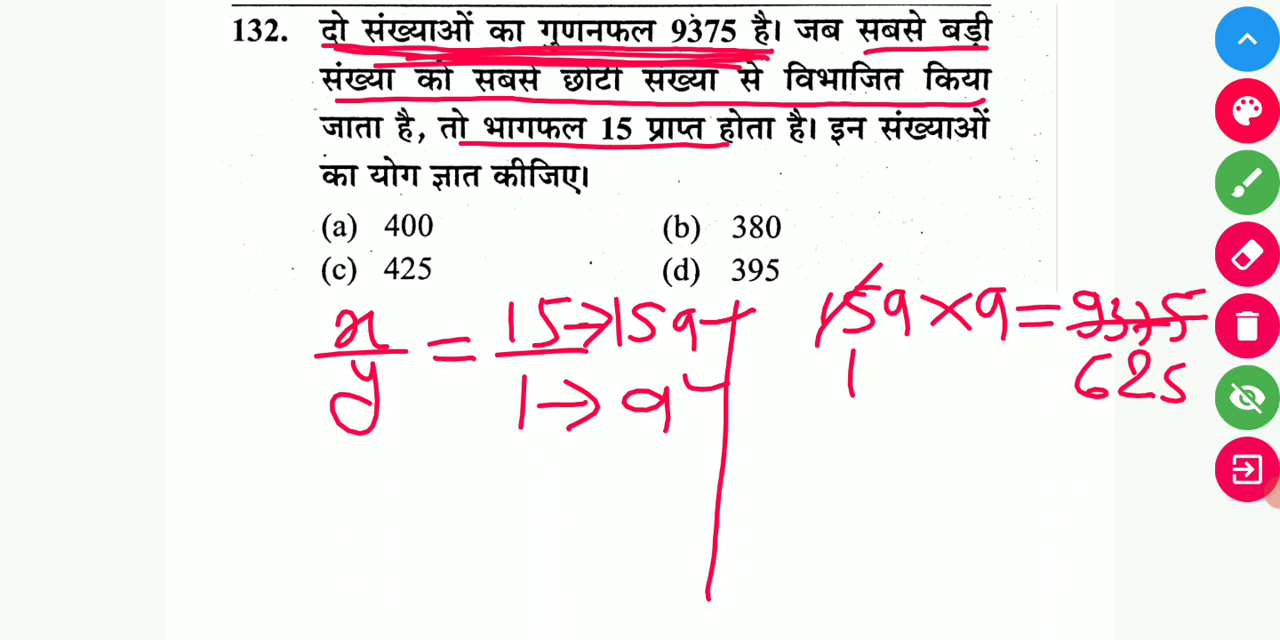 132. दो संख्याओं का गुणनफल 9375 है। जब सबसे बड़ी
संख्या को सबसे छोटी संख्या से विभाजित किया
जाता है, तो भागफल 15 प्राप्त होता है। इन संख्याओं
का योग ज्ञात कीजिए।
(a) 400 (b) 380
(c) 425 (d) 395
x/y = 15→15a / 1→a
15a×a=9375
1 625